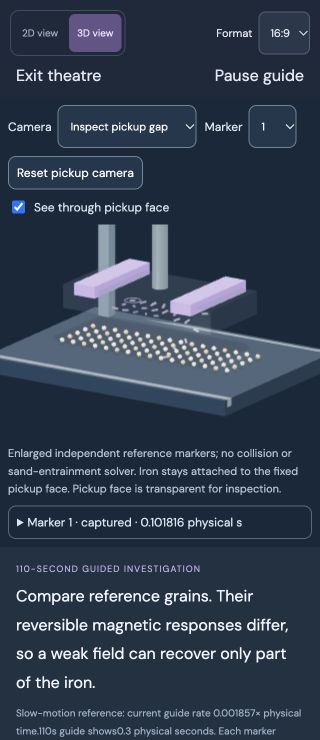 2D view 3D view Format 16:9
Exit theatre Pause guide
Camera Inspect pickup gap Marker 1
Reset pickup camera
See through pickup face
Enlarged independent reference markers; no collision or
sand-entrainment solver. Iron stays attached to the fixed
pickup face. Pickup face is transparent for inspection.
Marker 1 · captured · 0.101816 physical s
110-SECOND GUIDED INVESTIGATION
Compare reference grains. Their
reversible magnetic responses differ,
so a weak field can recover only part
of the iron.
Slow-motion reference: current guide rate 0.001857× physical
time.110s guide shows0.3 physical seconds. Each marker